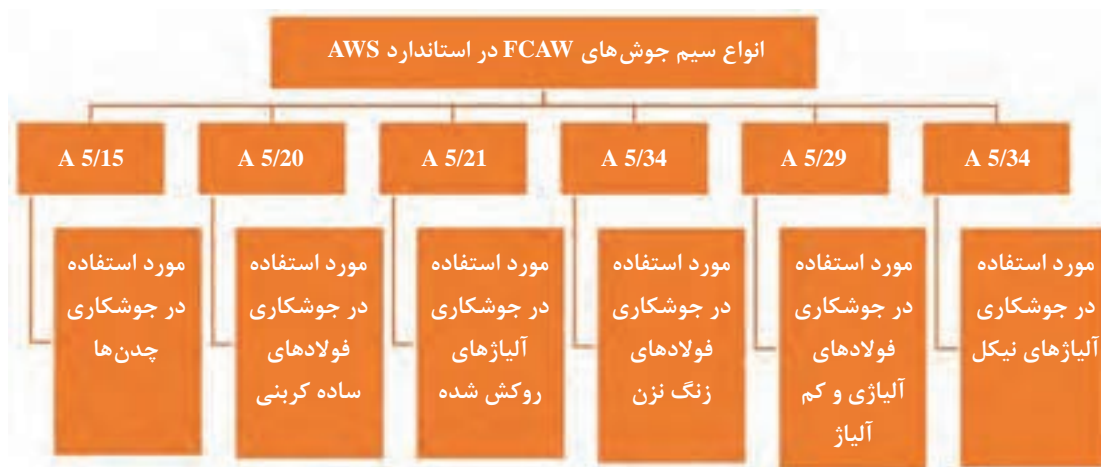 انواع سیم جوش‌های FCAW در استاندارد AWS
A 5/15
A 5/20
A 5/21
A 5/34
A 5/29
A 5/34
مورد استفاده
در جوشکاری
چدن‌ها
مورد استفاده
در جوشکاری
فولادهای
ساده کربنی
مورد استفاده
در جوشکاری
آلیاژهای
روکش شده
مورد استفاده
در جوشکاری
فولادهای
زنگ نزن
مورد استفاده
در جوشکاری
فولادهای
آلیاژی و کم
آلیاژ
مورد استفاده
در جوشکاری
آلیاژهای نیکل